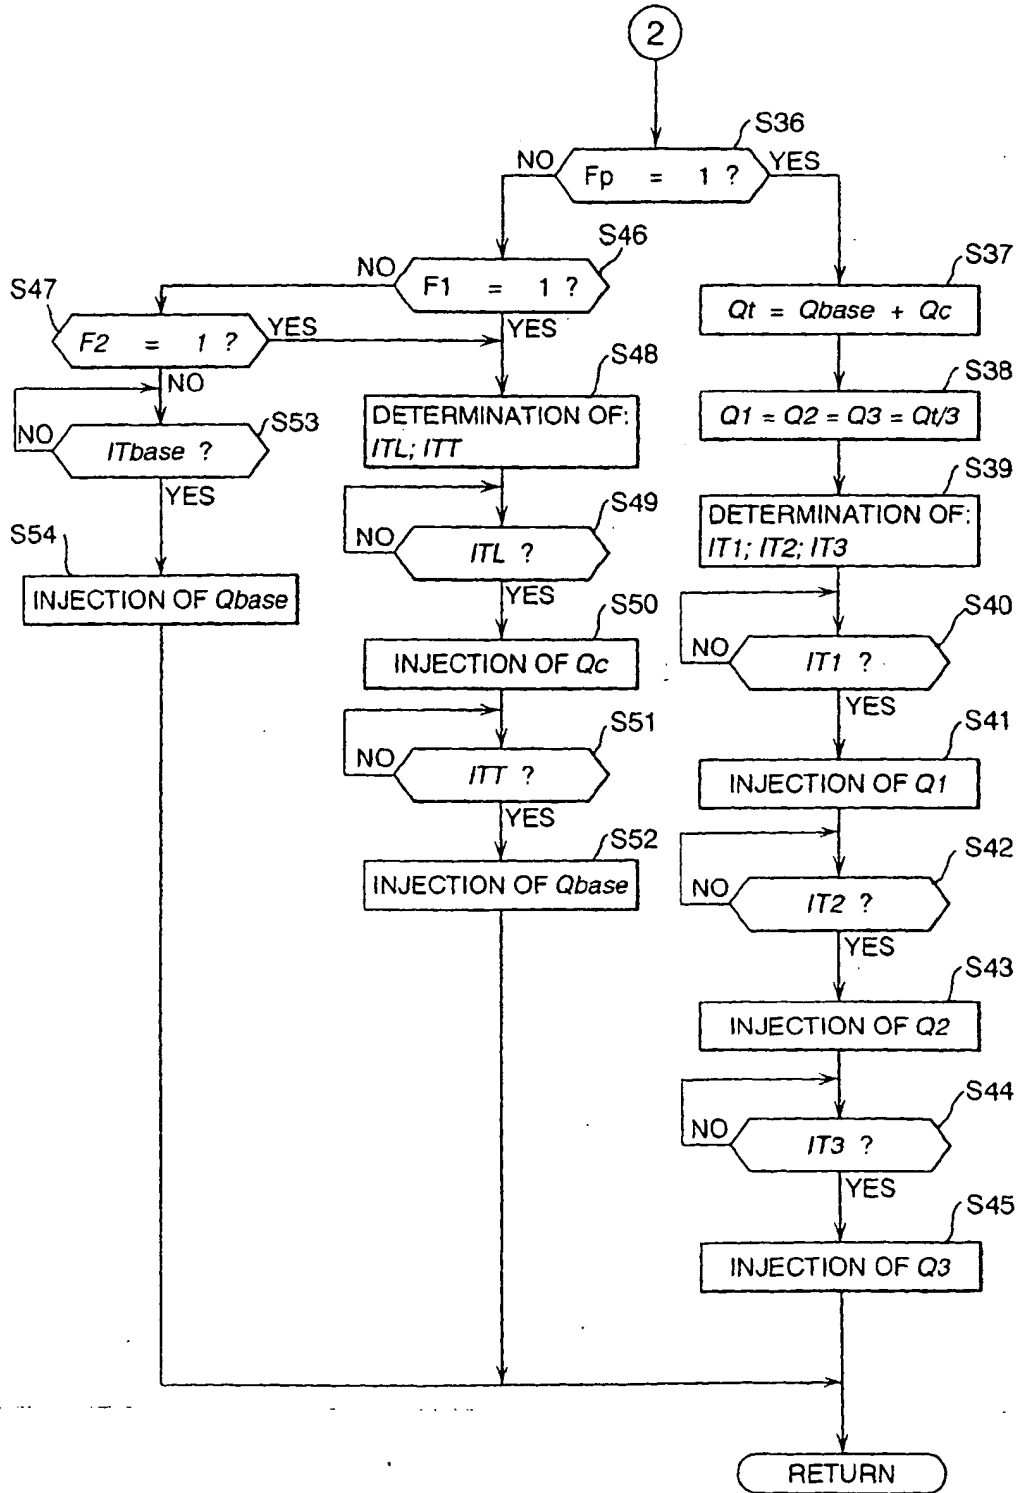 2
S36
NO
Fp = 1 ?
YES
S46
NO
F1 = 1 ?
YES
S37
Qt = Qbase + Qc
S47
F2 = 1 ?
YES
NO
S38
Q1 = Q2 = Q3 = Qt/3
S48
DETERMINATION OF:
ITL; ITT
S53
NO
ITbase ?
YES
S39
DETERMINATION OF:
IT1; IT2; IT3
S49
NO
ITL ?
YES
S54
INJECTION OF Qbase
S40
NO
IT1 ?
YES
S50
INJECTION OF Qc
S41
INJECTION OF Q1
S51
NO
ITT ?
YES
S42
NO
IT2 ?
YES
S52
INJECTION OF Qbase
S43
INJECTION OF Q2
S44
NO
IT3 ?
YES
S45
INJECTION OF Q3
RETURN